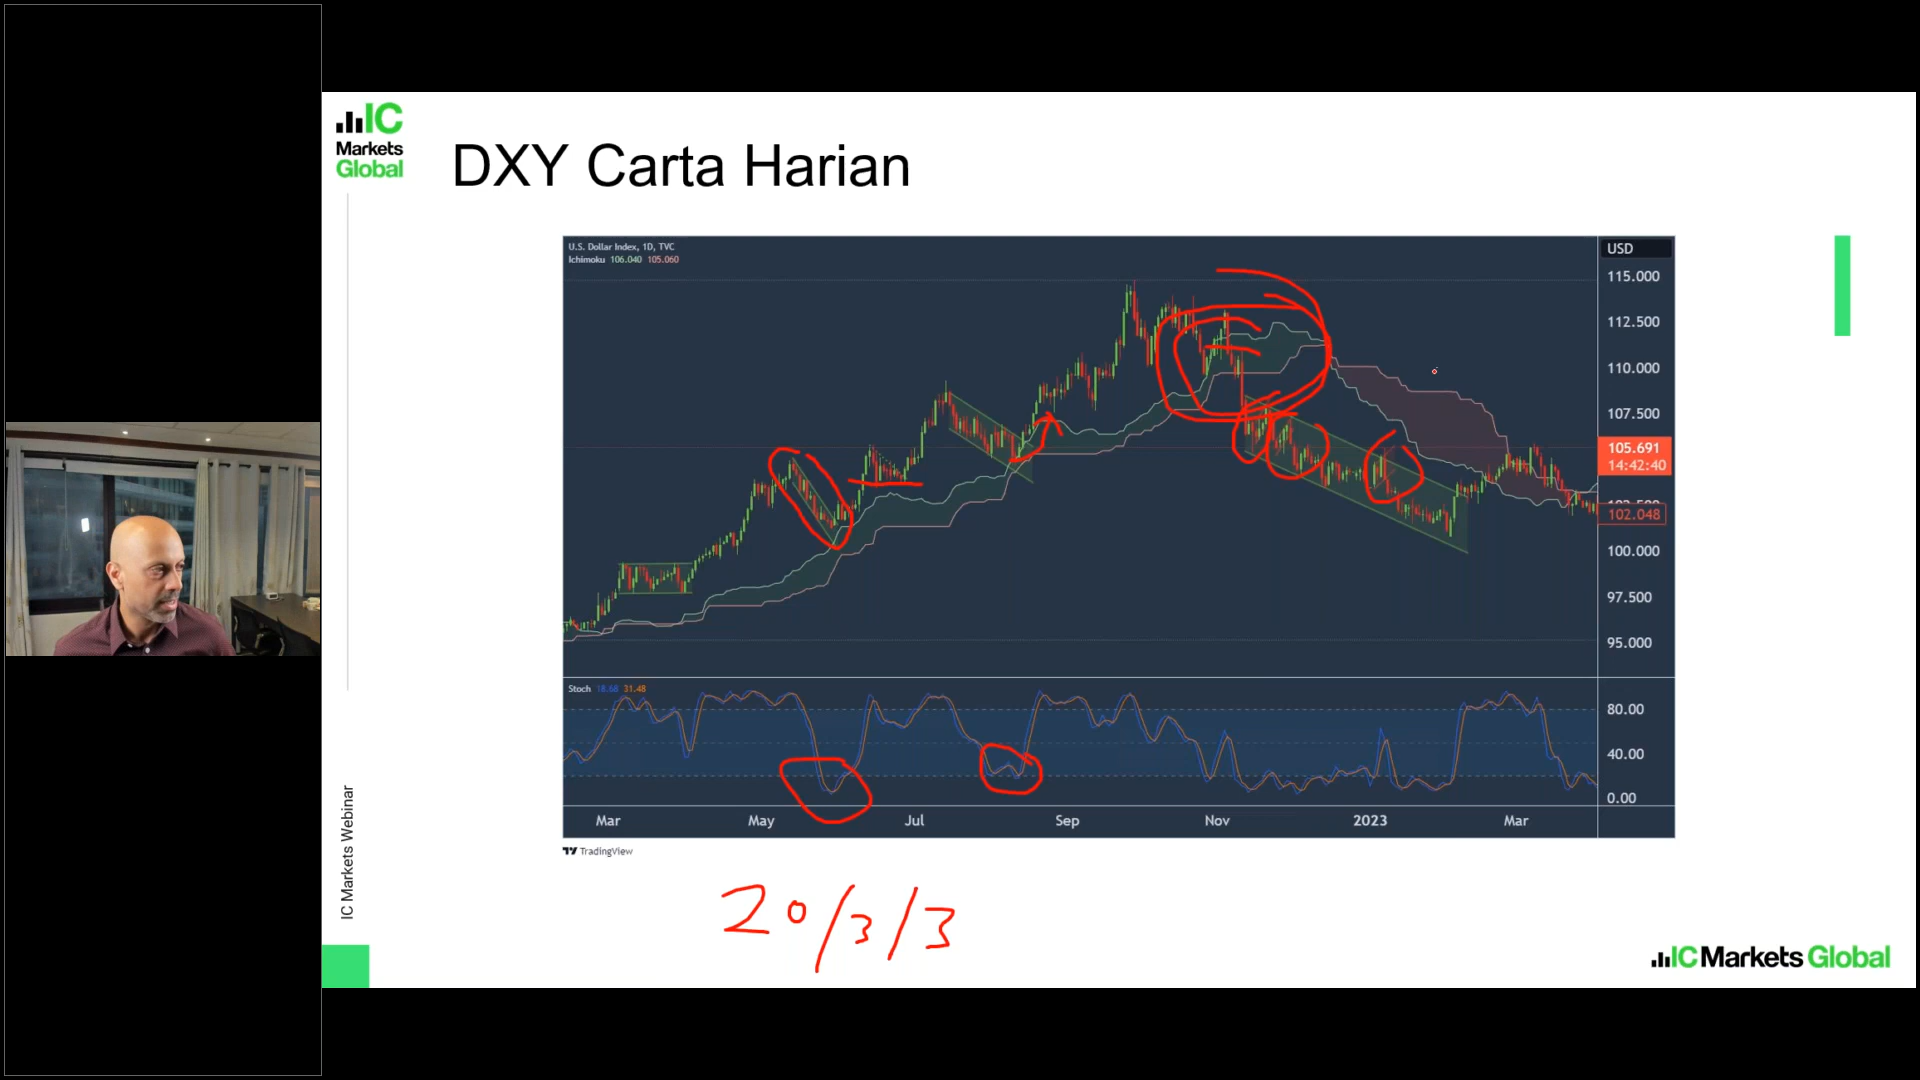 IC
Markets
Global
DXY Carta Harian
U.S. Dollar Index, 1D, TVC
Ichimoku 106.040 105.060
USD
115.000
112.500
110.000
107.500
105.691
14:42:40
102.048
100.000
97.500
95.000
Stoch 18.68 31.48
80.00
40.00
0.00
Mar May Jul Sep Nov 2023 Mar
TradingView
IC Markets Webinar
20/3/3
IC Markets Global